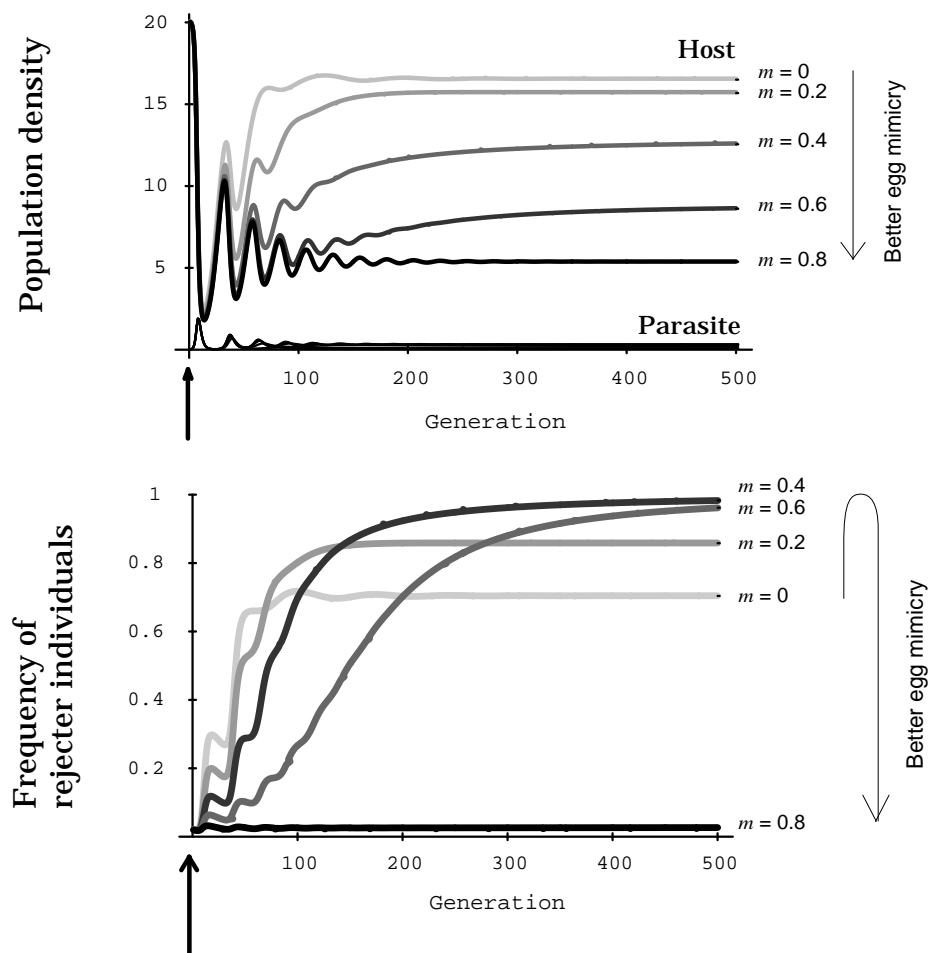 Population density
20
15
10
5
Host
m = 0
m = 0.2
m = 0.4
m = 0.6
m = 0.8
Better egg mimicry
Parasite
100
200
300
400
500
Generation
Frequency of
rejecter individuals
1
0.8
0.6
0.4
0.2
m = 0.4
m = 0.6
m = 0.2
m = 0
m = 0.8
Better egg mimicry
100
200
300
400
500
Generation